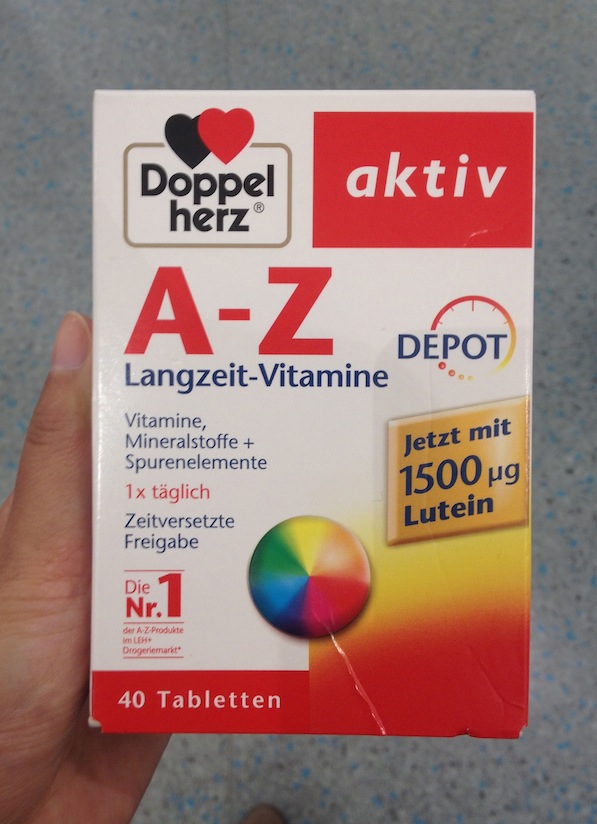 Doppel
herz®
aktiv
A-Z
Langzeit-Vitamine
DEPOT
Vitamine,
Mineralstoffe +
Spurenelemente
1x täglich
Zeitversetzte
Freigabe
Jetzt mit
1500 µg
Lutein
Die
Nr.1
der A-Z-Produkte
im LEH+
Drogeriemarkt*
40 Tabletten